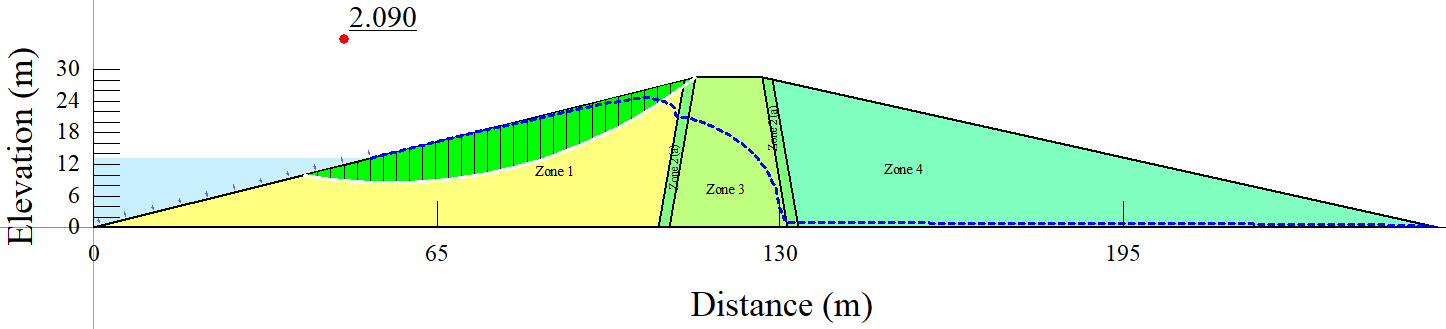 2.090
Elevation (m)
30
24
18
12
6
0
Zone 1
Zone 2 (a)
Zone 3
Zone 2 (a)
Zone 4
0
65
130
195
Distance (m)